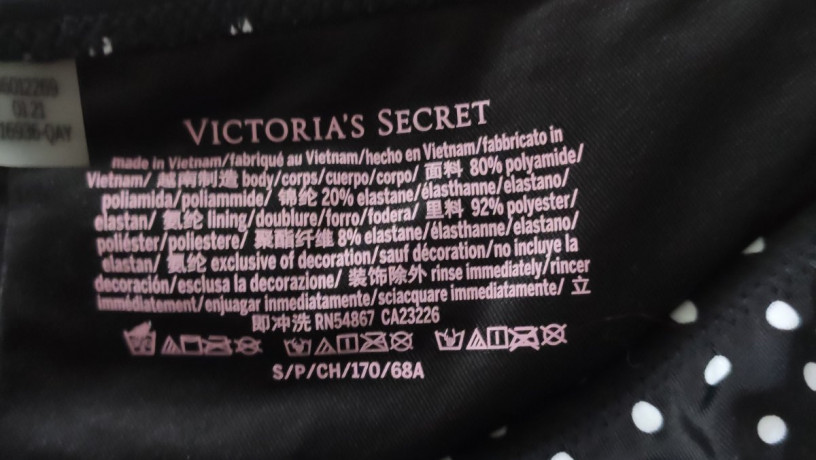 01.21
16936-0AY
VICTORIA'S SECRET
made in Vietnam/fabriqué au Vietnam/hecho en Vietnam/fabbricato in
Vietnam/ 越南制造 body/corps/cuerpo/corpo/ 面料 80% polyamide/
poliamida/poliammide/ 锦纶 20% elastane/élasthanne/elastano/
elastan/ 氨纶 lining/doublure/forro/fodera/ 里料 92% polyester/
poliéster/poliestere/ 聚酯纤维 8% elastane/élasthanne/elastano/
elastan/ 氨纶 exclusive of decoration/sauf décoration/no incluye la
decoración/esclusa la decorazione/ 装饰除外 rinse immediately/rincer
immédiatement/enjuagar inmediatamente/sciacquare immediatamente/ 立
即冲洗 RN54867 CA23226
S/P/CH/170/68A